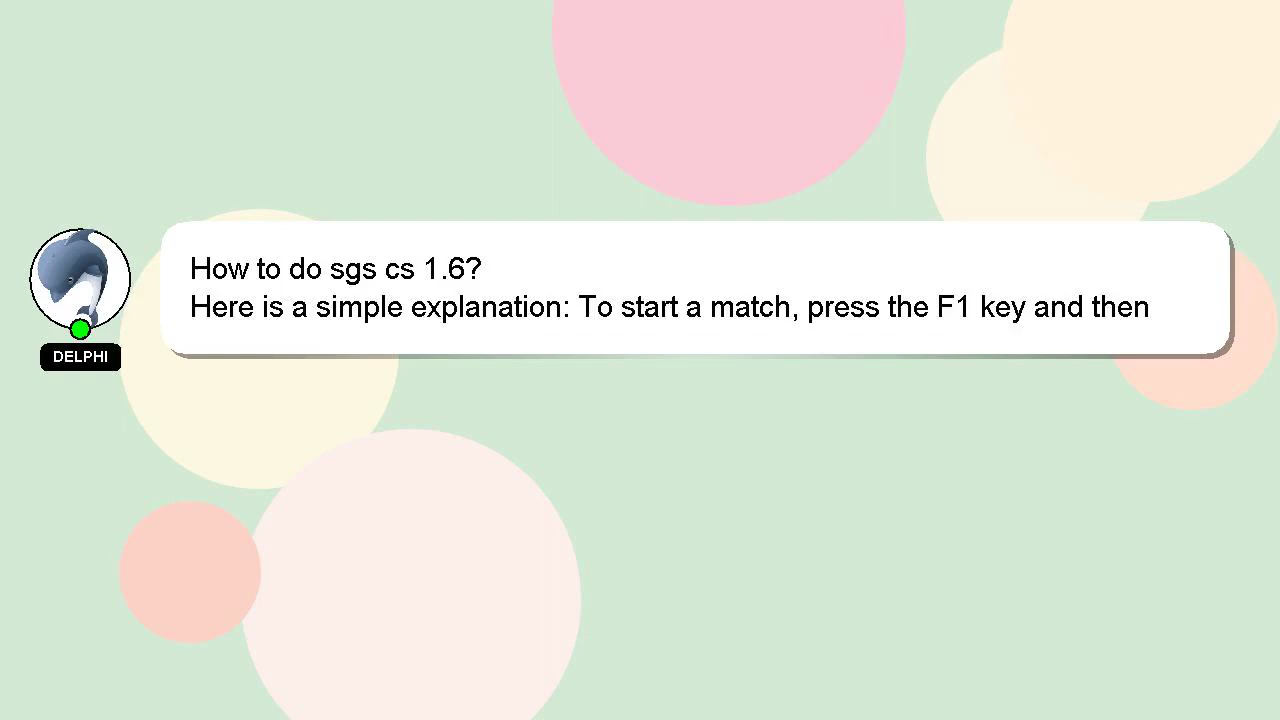 How to do sgs cs 1.6?
Here is a simple explanation: To start a match, press the F1 key and then
DELPHI